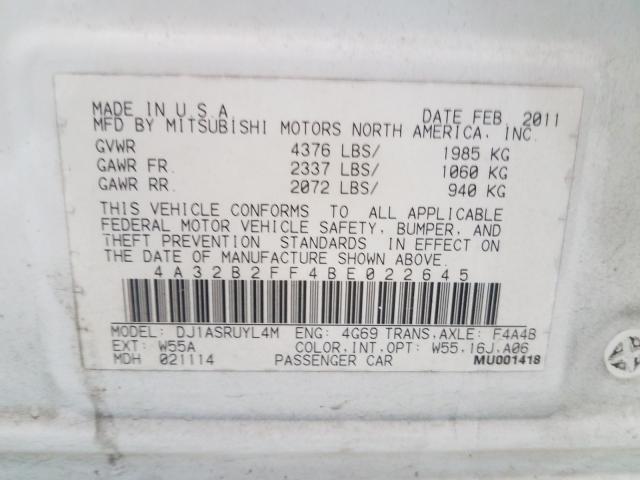 MADE IN U.S.A. DATE FEB. 2011
MFD BY MITSUBISHI MOTORS NORTH AMERICA, INC.
GVWR 4376 LBS/ 1985 KG
GAWR FR. 2337 LBS/ 1060 KG
GAWR RR. 2072 LBS/ 940 KG
THIS VEHICLE CONFORMS TO ALL APPLICABLE
FEDERAL MOTOR VEHICLE SAFETY, BUMPER, AND
THEFT PREVENTION STANDARDS IN EFFECT ON
THE DATE OF MANUFACTURE SHOWN ABOVE.
4A32B2FF4BE022645
MODEL: DJ1ASRUYL4M ENG: 4G69 TRANS.AXLE: F4A4B
EXT: W55A COLOR.INT.OPT: W55.16J.A06
MDH 021114 PASSENGER CAR MU001418